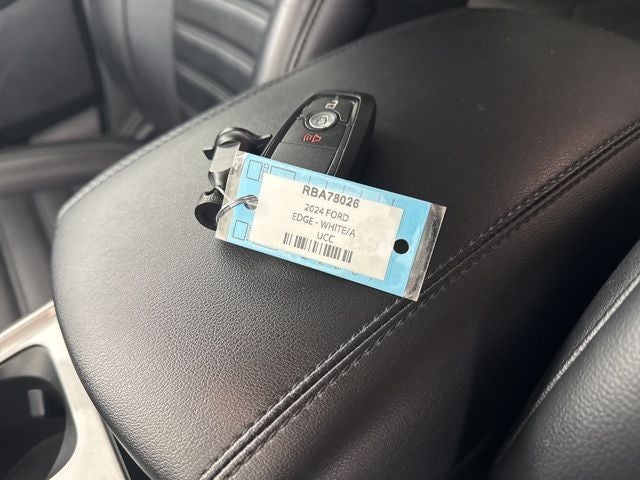 RBA78026
2024 FORD
EDGE - WHITE/A
UCC